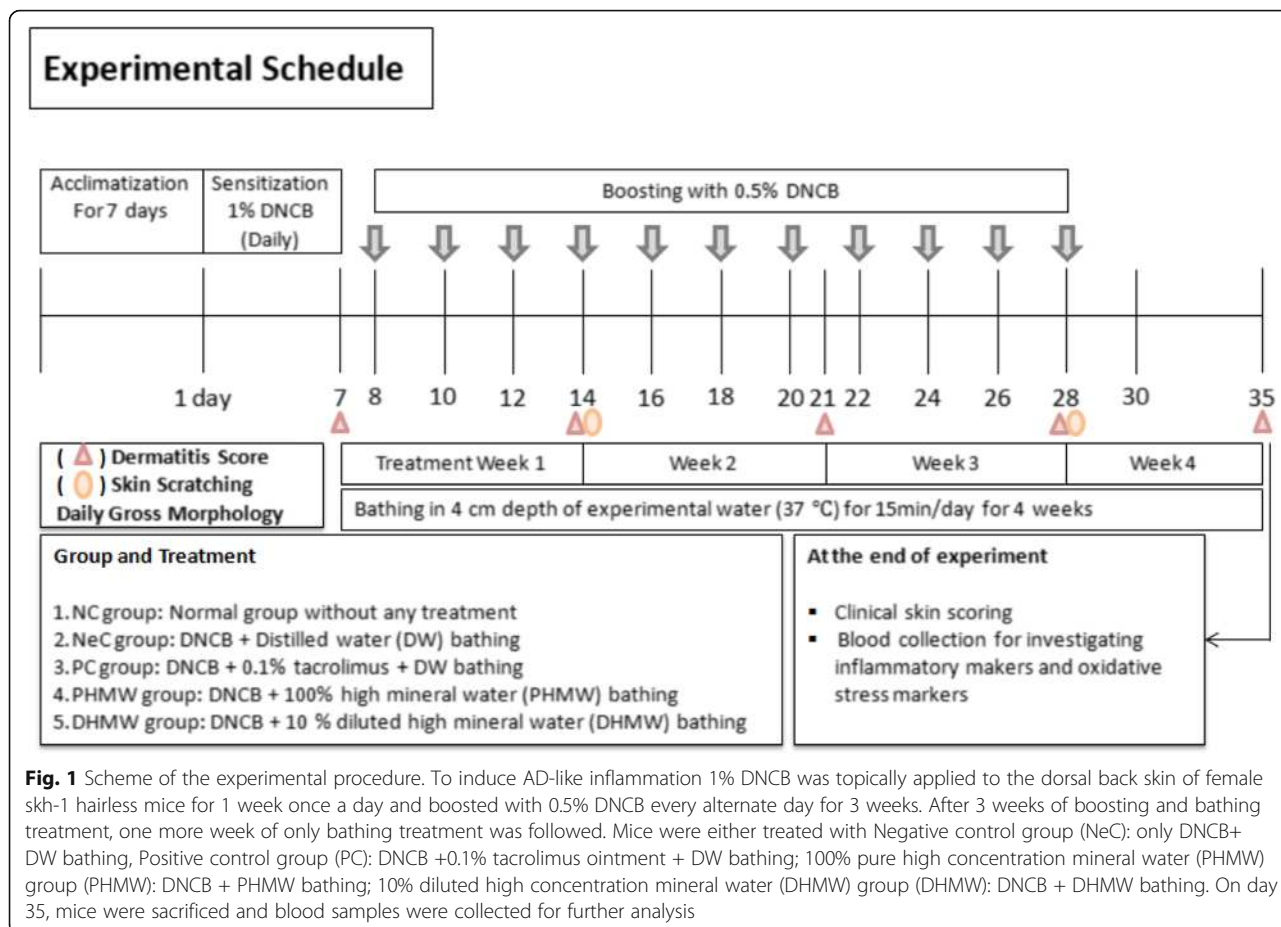 Experimental Schedule
Acclimatization
For 7 days
Sensitization
1% DNCB
(Daily)
Boosting with 0.5% DNCB
1 day 7 8 10 12 14 16 18 20 21 22 24 26 28 30 35
( ) Dermatitis Score
( ) Skin Scratching
Daily Gross Morphology
Treatment Week 1 Week 2 Week 3 Week 4
Bathing in 4 cm depth of experimental water (37 °C) for 15min/day for 4 weeks
Group and Treatment
1.NC group: Normal group without any treatment
2.NeC group: DNCB + Distilled water (DW) bathing
3.PC group: DNCB + 0.1% tacrolimus + DW bathing
4.PHMW group: DNCB + 100% high mineral water (PHMW) bathing
5.DHMW group: DNCB + 10 % diluted high mineral water (DHMW) bathing
At the end of experiment
▪ Clinical skin scoring
▪ Blood collection for investigating
inflammatory makers and oxidative
stress markers
Fig. 1 Scheme of the experimental procedure. To induce AD-like inflammation 1% DNCB was topically applied to the dorsal back skin of female
skh-1 hairless mice for 1 week once a day and boosted with 0.5% DNCB every alternate day for 3 weeks. After 3 weeks of boosting and bathing
treatment, one more week of only bathing treatment was followed. Mice were either treated with Negative control group (NeC): only DNCB+
DW bathing, Positive control group (PC): DNCB +0.1% tacrolimus ointment + DW bathing; 100% pure high concentration mineral water (PHMW)
group (PHMW): DNCB + PHMW bathing; 10% diluted high concentration mineral water (DHMW) group (DHMW): DNCB + DHMW bathing. On day
35, mice were sacrificed and blood samples were collected for further analysis